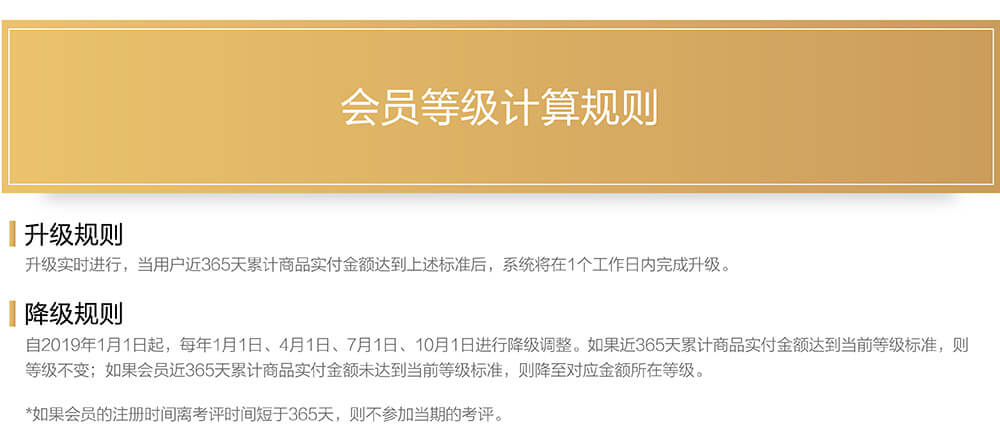 会员等级计算规则
升级规则
升级实时进行，当用户近365天累计商品实付金额达到上述标准后，系统将在1个工作日内完成升级。
降级规则
自2019年1月1日起，每年1月1日、4月1日、7月1日、10月1日进行降级调整。如果近365天累计商品实付金额达到当前等级标准，则
等级不变；如果会员近365天累计商品实付金额未达到当前等级标准，则降至对应金额所在等级。
*如果会员的注册时间离考评时间短于365天，则不参加当期的考评。